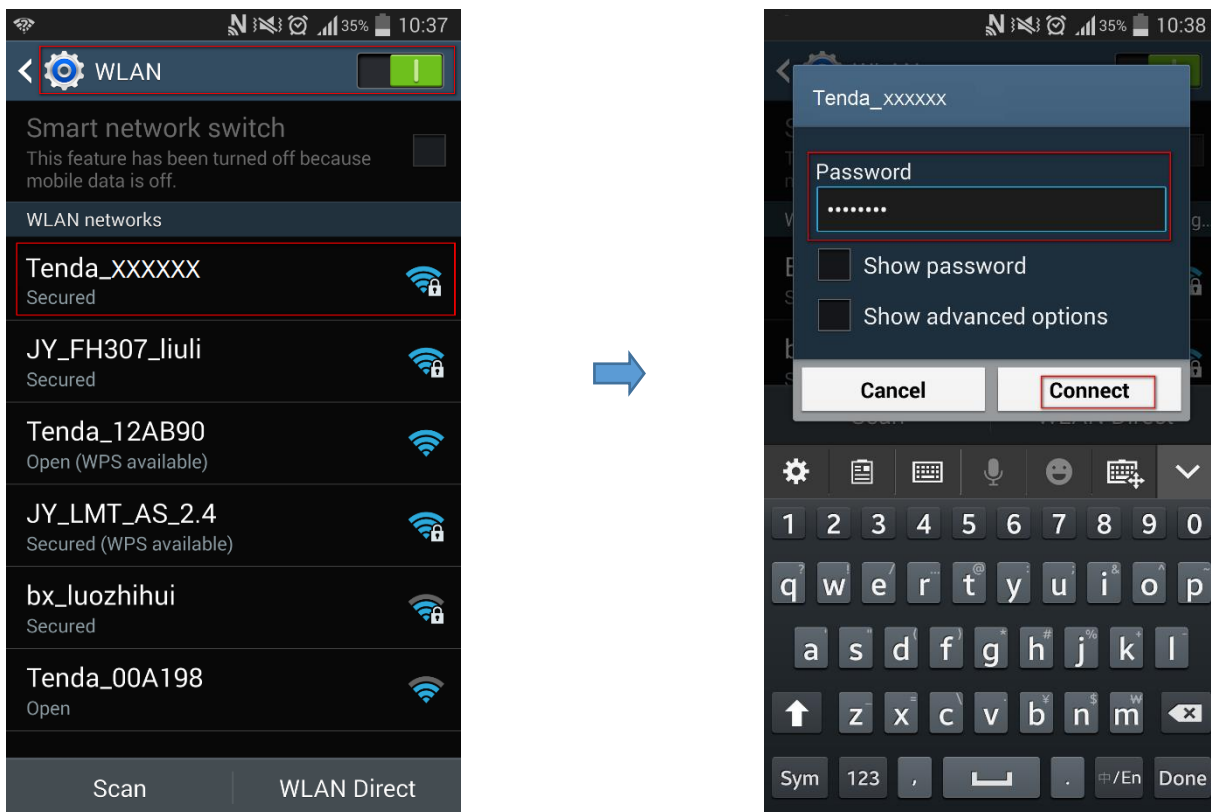 35% 10:37
WLAN
Smart network switch
This feature has been turned off because
mobile data is off.
WLAN networks
Tenda_XXXXXX
Secured
JY_FH307_liuli
Secured
Tenda_12AB90
Open (WPS available)
JY_LMT_AS_2.4
Secured (WPS available)
bx_luozhihui
Secured
Tenda_00A198
Open
Scan WLAN Direct
35% 10:38
Tenda_xxxxxx
Password
••••••••
Show password
Show advanced options
Cancel Connect
Scan WLAN Direct
1 2 3 4 5 6 7 8 9 0
q w e r t y u i o p
a s d f g h j k l
z x c v b n m
Sym 123 , . 中/En Done